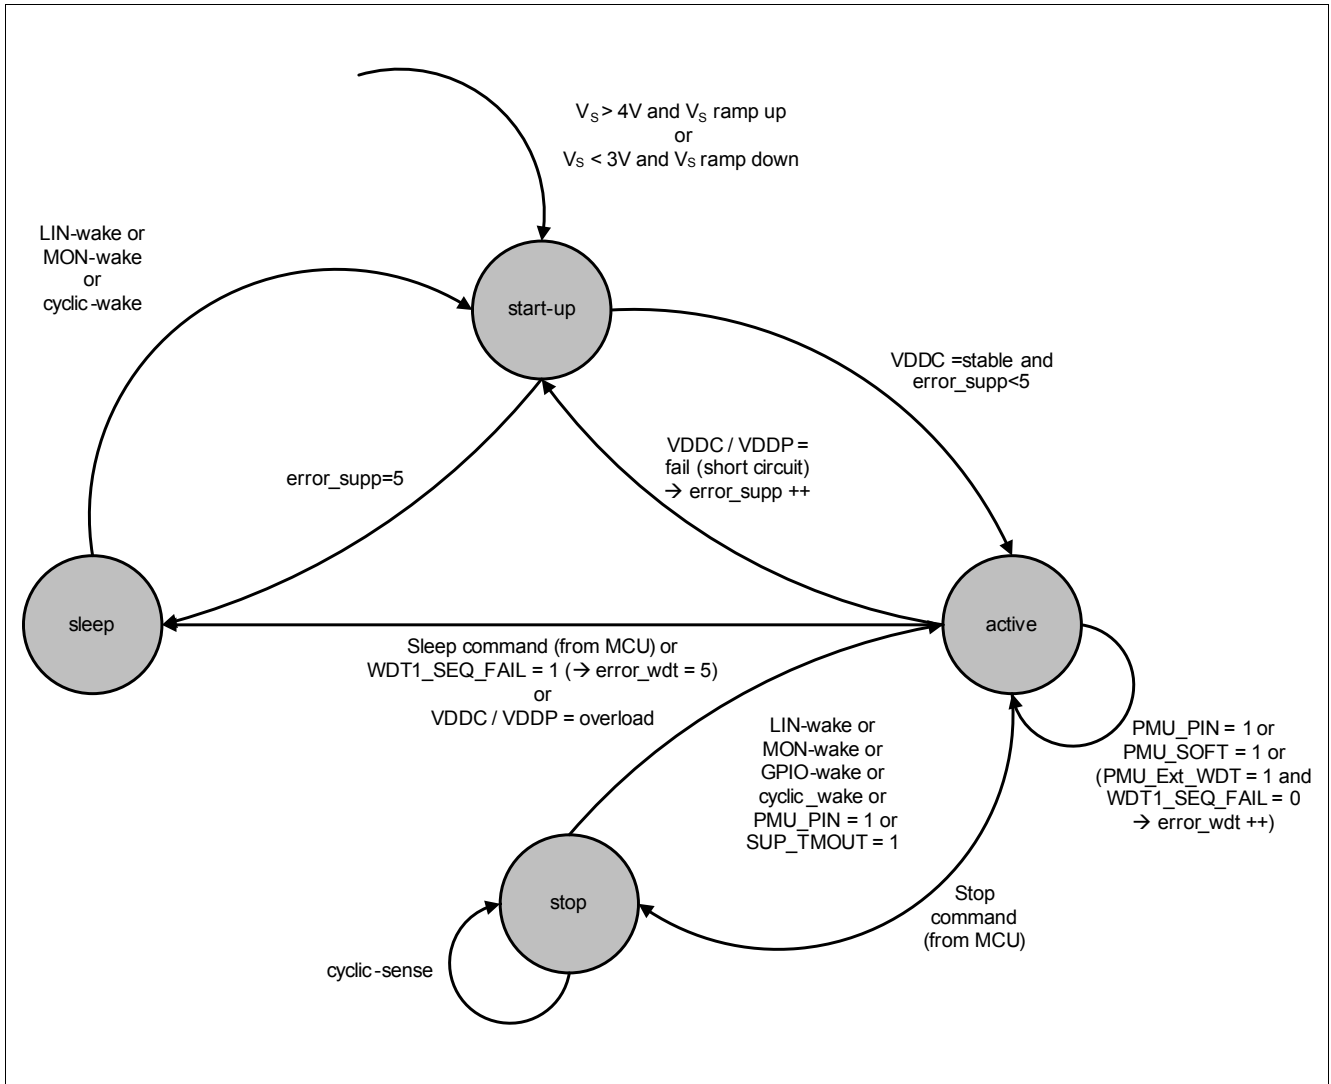 V_S > 4V and V_S ramp up
or
V_S < 3V and V_S ramp down
LIN-wake or
MON-wake
or
cyclic-wake
start-up
VDDC =stable and
error_supp<5
VDDC / VDDP =
fail (short circuit)
→ error_supp ++
error_supp=5
sleep
active
Sleep command (from MCU) or
WDT1_SEQ_FAIL = 1 (→ error_wdt = 5)
or
VDDC / VDDP = overload
LIN-wake or
MON-wake or
GPIO-wake or
cyclic_wake or
PMU_PIN = 1 or
SUP_TMOUT = 1
PMU_PIN = 1 or
PMU_SOFT = 1 or
(PMU_Ext_WDT = 1 and
WDT1_SEQ_FAIL = 0
→ error_wdt ++)
stop
Stop
command
(from MCU)
cyclic-sense